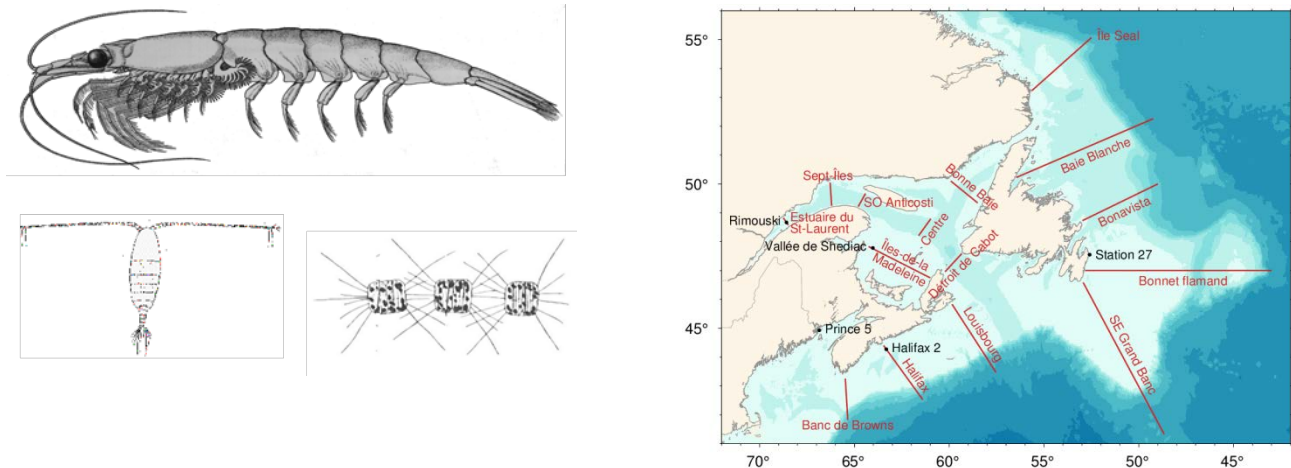 55°
50°
45°
70°
65°
60°
55°
50°
45°
Île Seal
Baie Blanche
Bonne Baie
Sept-Îles
SO Anticosti
Bonavista
Rimouski
Estuaire du
St-Laurent
Centre
Vallée de Shediac
Îles-de-la
Madeleine
Détroit de Cabot
Station 27
Bonnet flamand
Prince 5
Louisbourg
SE Grand Banc
Halifax 2
Halifax
Banc de Browns